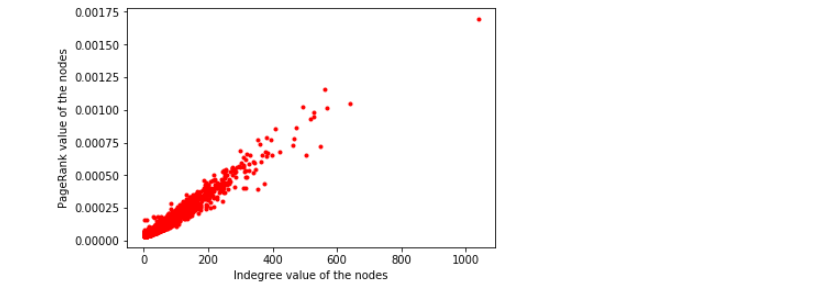 0.00175
0.00150
0.00125
0.00100
0.00075
0.00050
0.00025
0.00000
PageRank value of the nodes
0 200 400 600 800 1000
Indegree value of the nodes